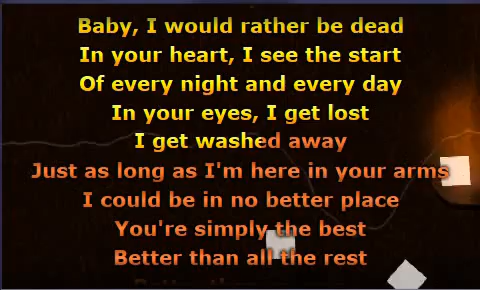 Baby, I would rather be dead
In your heart, I see the start
Of every night and every day
In your eyes, I get lost
I get washed away
Just as long as I'm here in your arms
I could be in no better place
You're simply the best
Better than all the rest